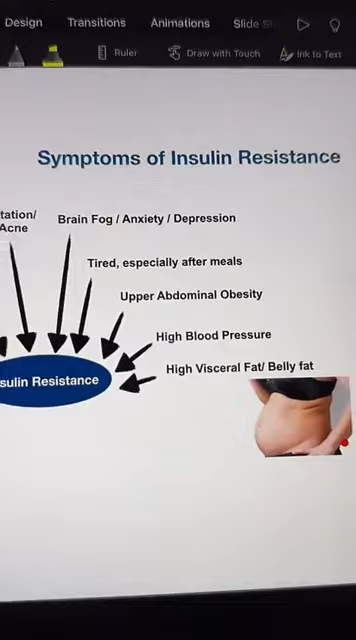 Design Transitions Animations Slide
Ruler Draw with Touch Ink to Text
Symptoms of Insulin Resistance
tation/
Acne
Brain Fog / Anxiety / Depression
Tired, especially after meals
Upper Abdominal Obesity
High Blood Pressure
High Visceral Fat/ Belly fat
sulin Resistance